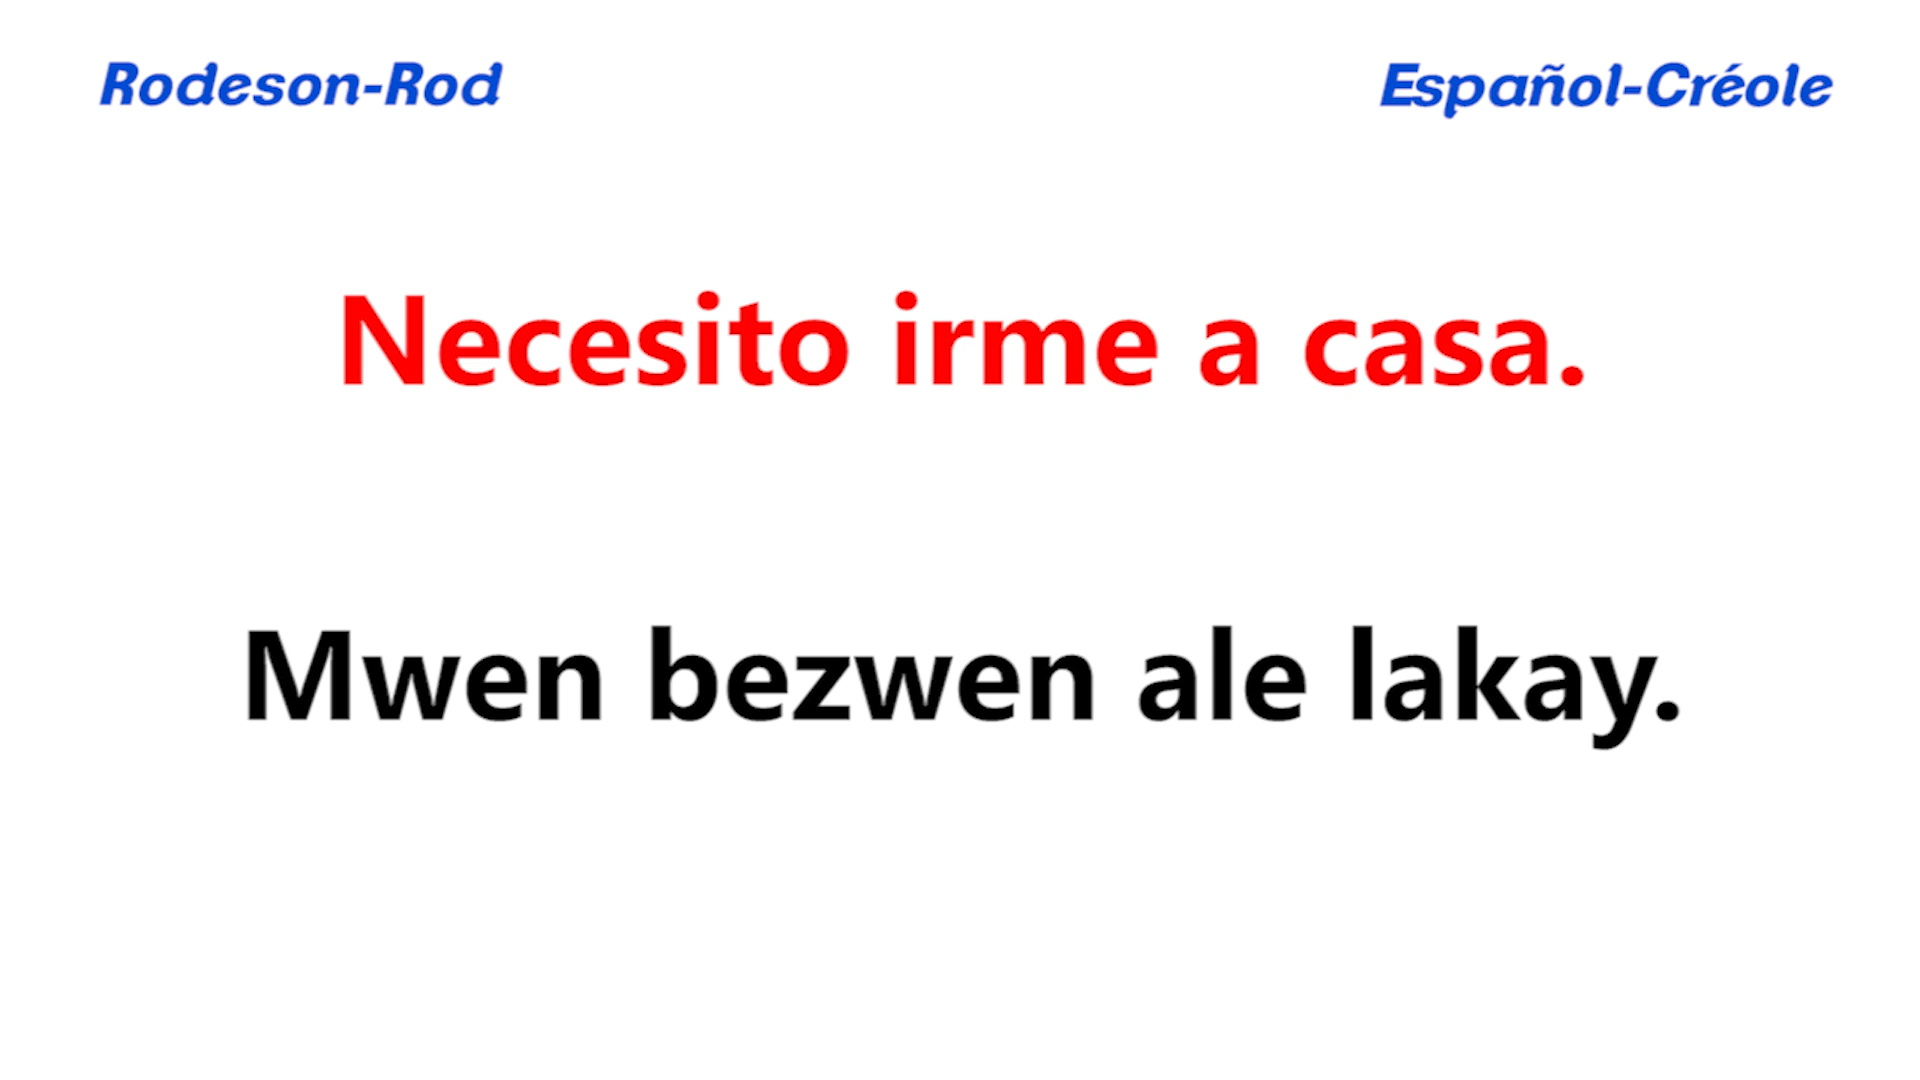 Rodeson-Rod Español-Créole
Necesito irme a casa.
Mwen bezwen ale lakay.